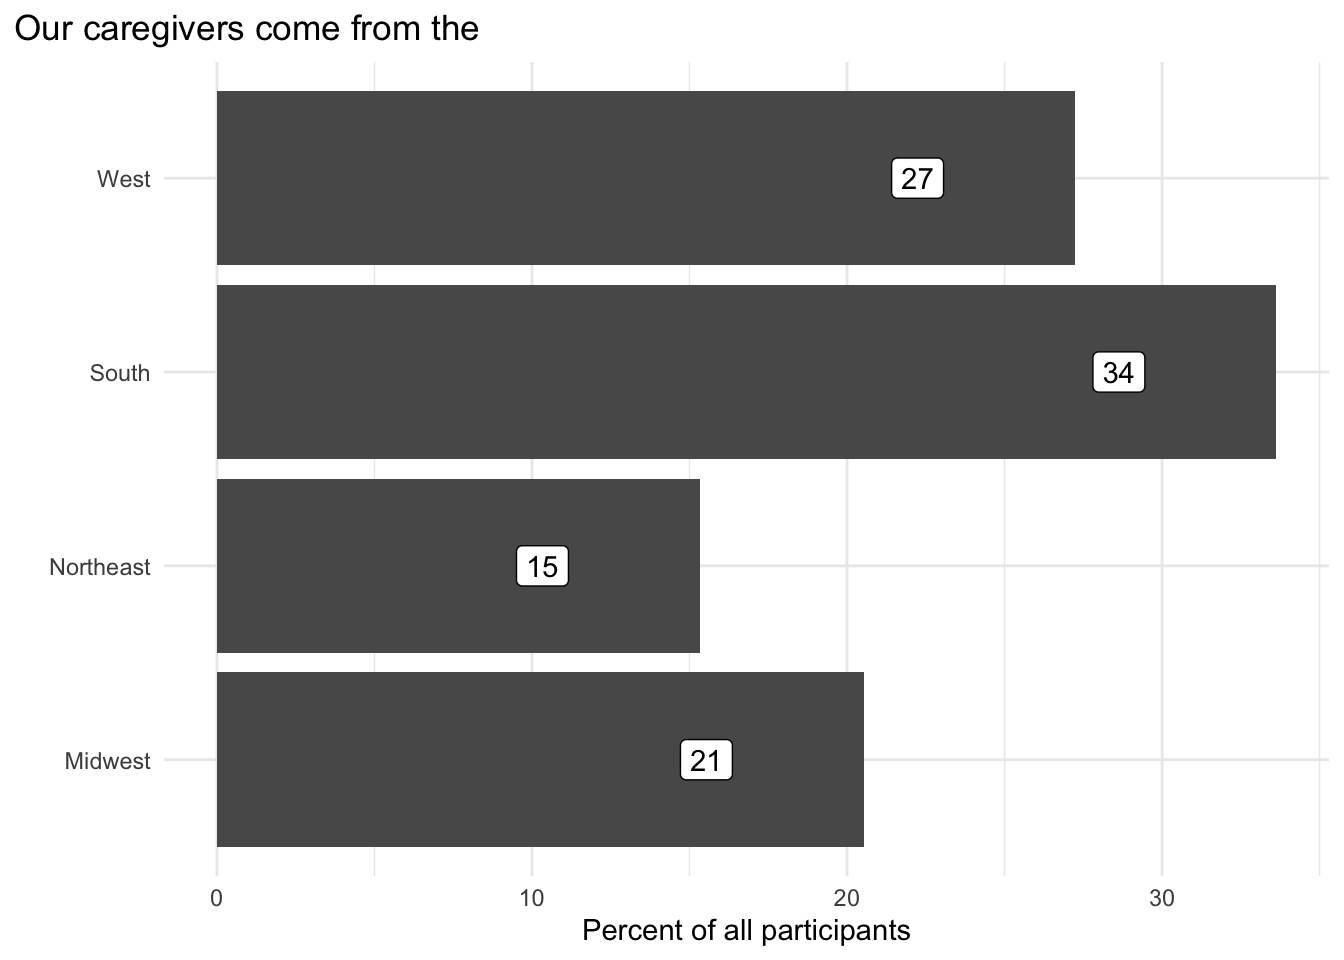 Our caregivers come from the
West
27
South
34
Northeast
15
Midwest
21
0 10 20 30
Percent of all participants